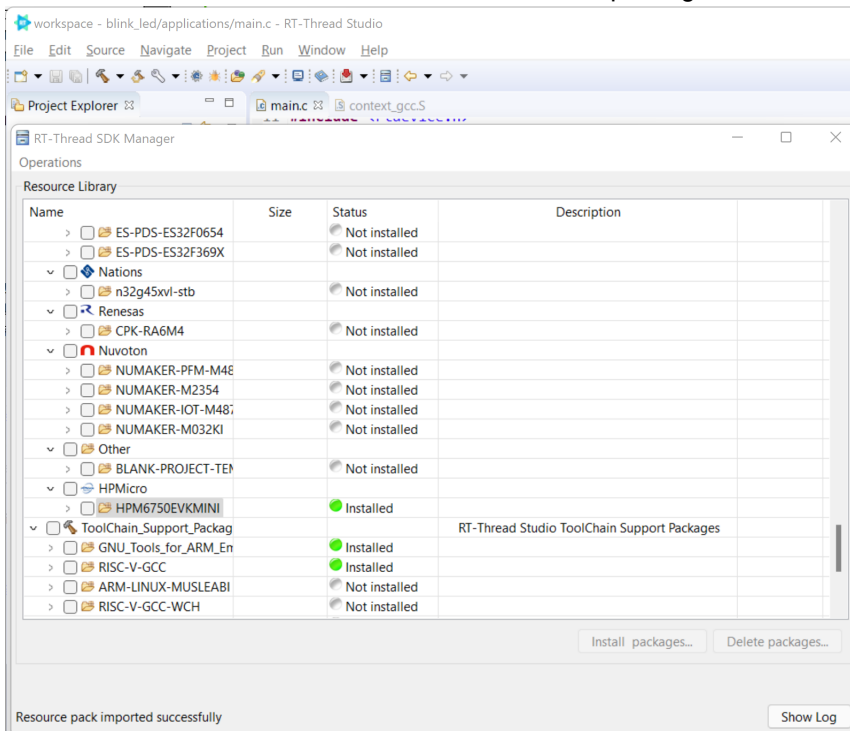 workspace - blink_led/applications/main.c - RT-Thread Studio
File Edit Source Navigate Project Run Window Help
Project Explorer main.c context_gcc.S
RT-Thread SDK Manager
Operations
Resource Library
Name Size Status Description
ES-PDS-ES32F0654 Not installed
ES-PDS-ES32F369X Not installed
Nations
n32g45xvl-stb Not installed
Renesas
CPK-RA6M4 Not installed
Nuvoton
NUMAKER-PFM-M48 Not installed
NUMAKER-M2354 Not installed
NUMAKER-IOT-M487 Not installed
NUMAKER-M032KI Not installed
Other
BLANK-PROJECT-TEM Not installed
HPMicro
HPM6750EVKMINI Installed
ToolChain_Support_Packag RT-Thread Studio ToolChain Support Packages
GNU_Tools_for_ARM_Em Installed
RISC-V-GCC Installed
ARM-LINUX-MUSLEABI Not installed
RISC-V-GCC-WCH Not installed
Install packages... Delete packages...
Resource pack imported successfully Show Log